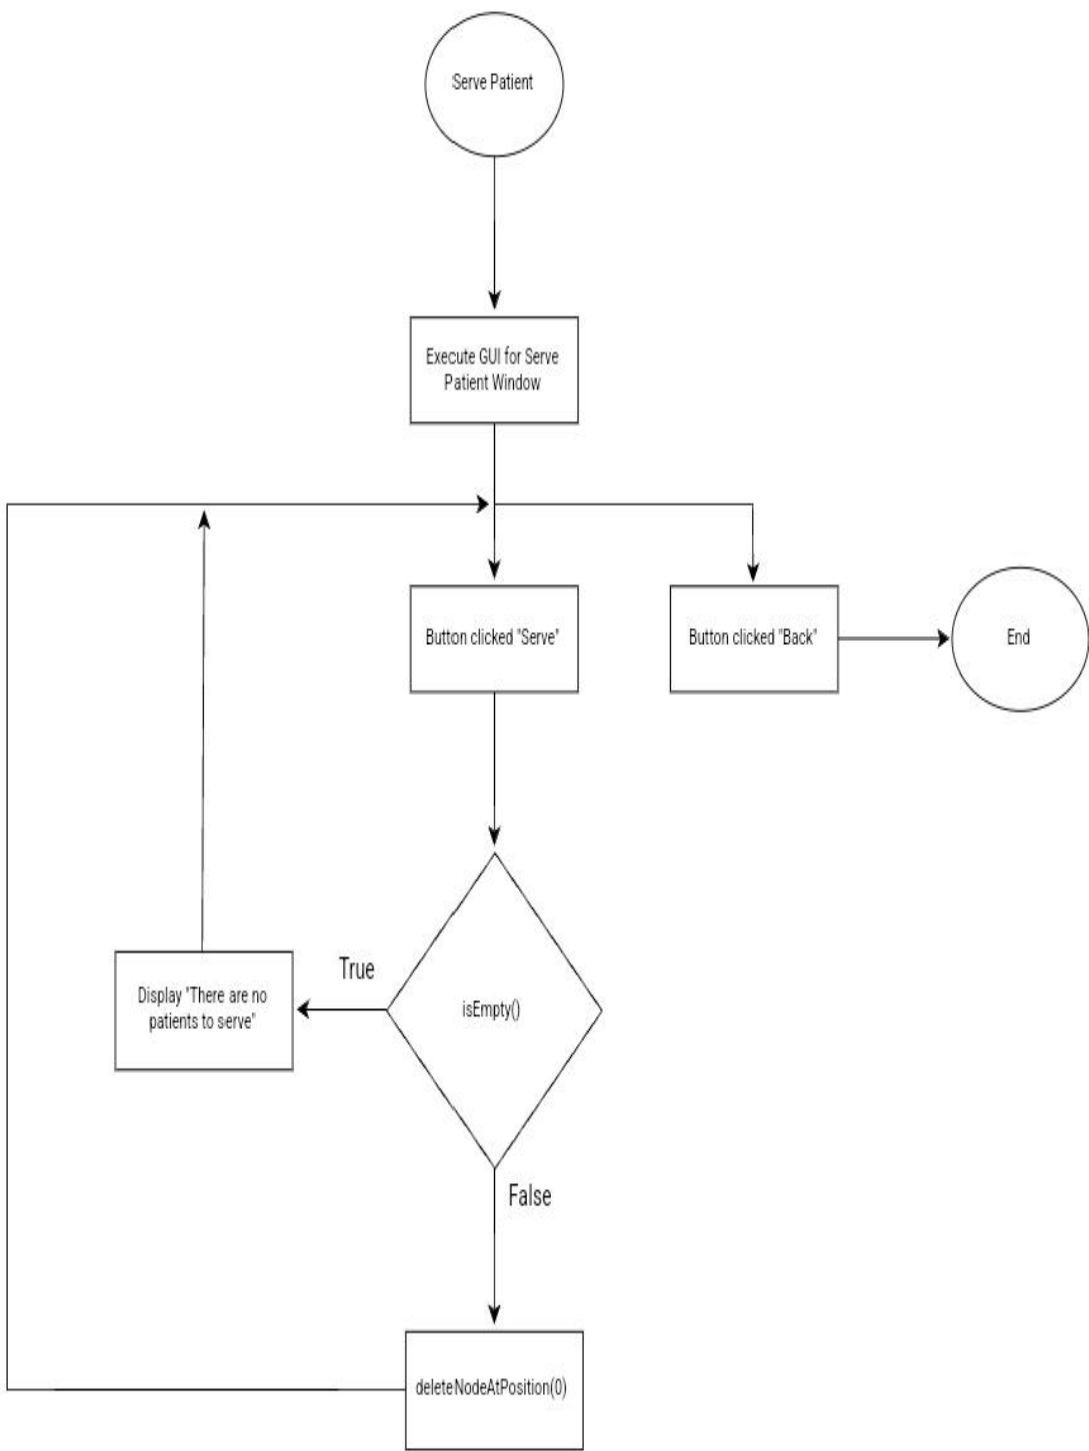 Serve Patient
Execute GUI for Serve
Patient Window
Button clicked "Serve"
Button clicked "Back"
End
True
Display "There are no
patients to serve"
isEmpty()
False
deleteNodeAtPosition(0)